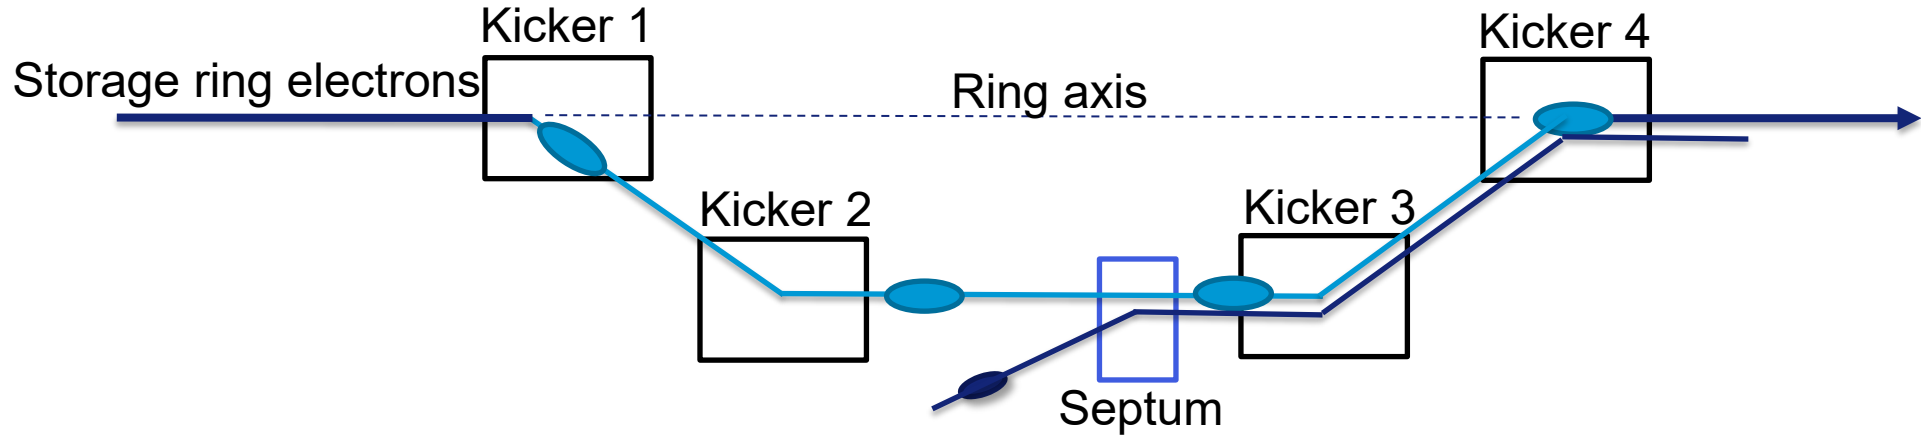 Kicker 1
Kicker 4
Storage ring electrons
Ring axis
Kicker 2
Kicker 3
Septum